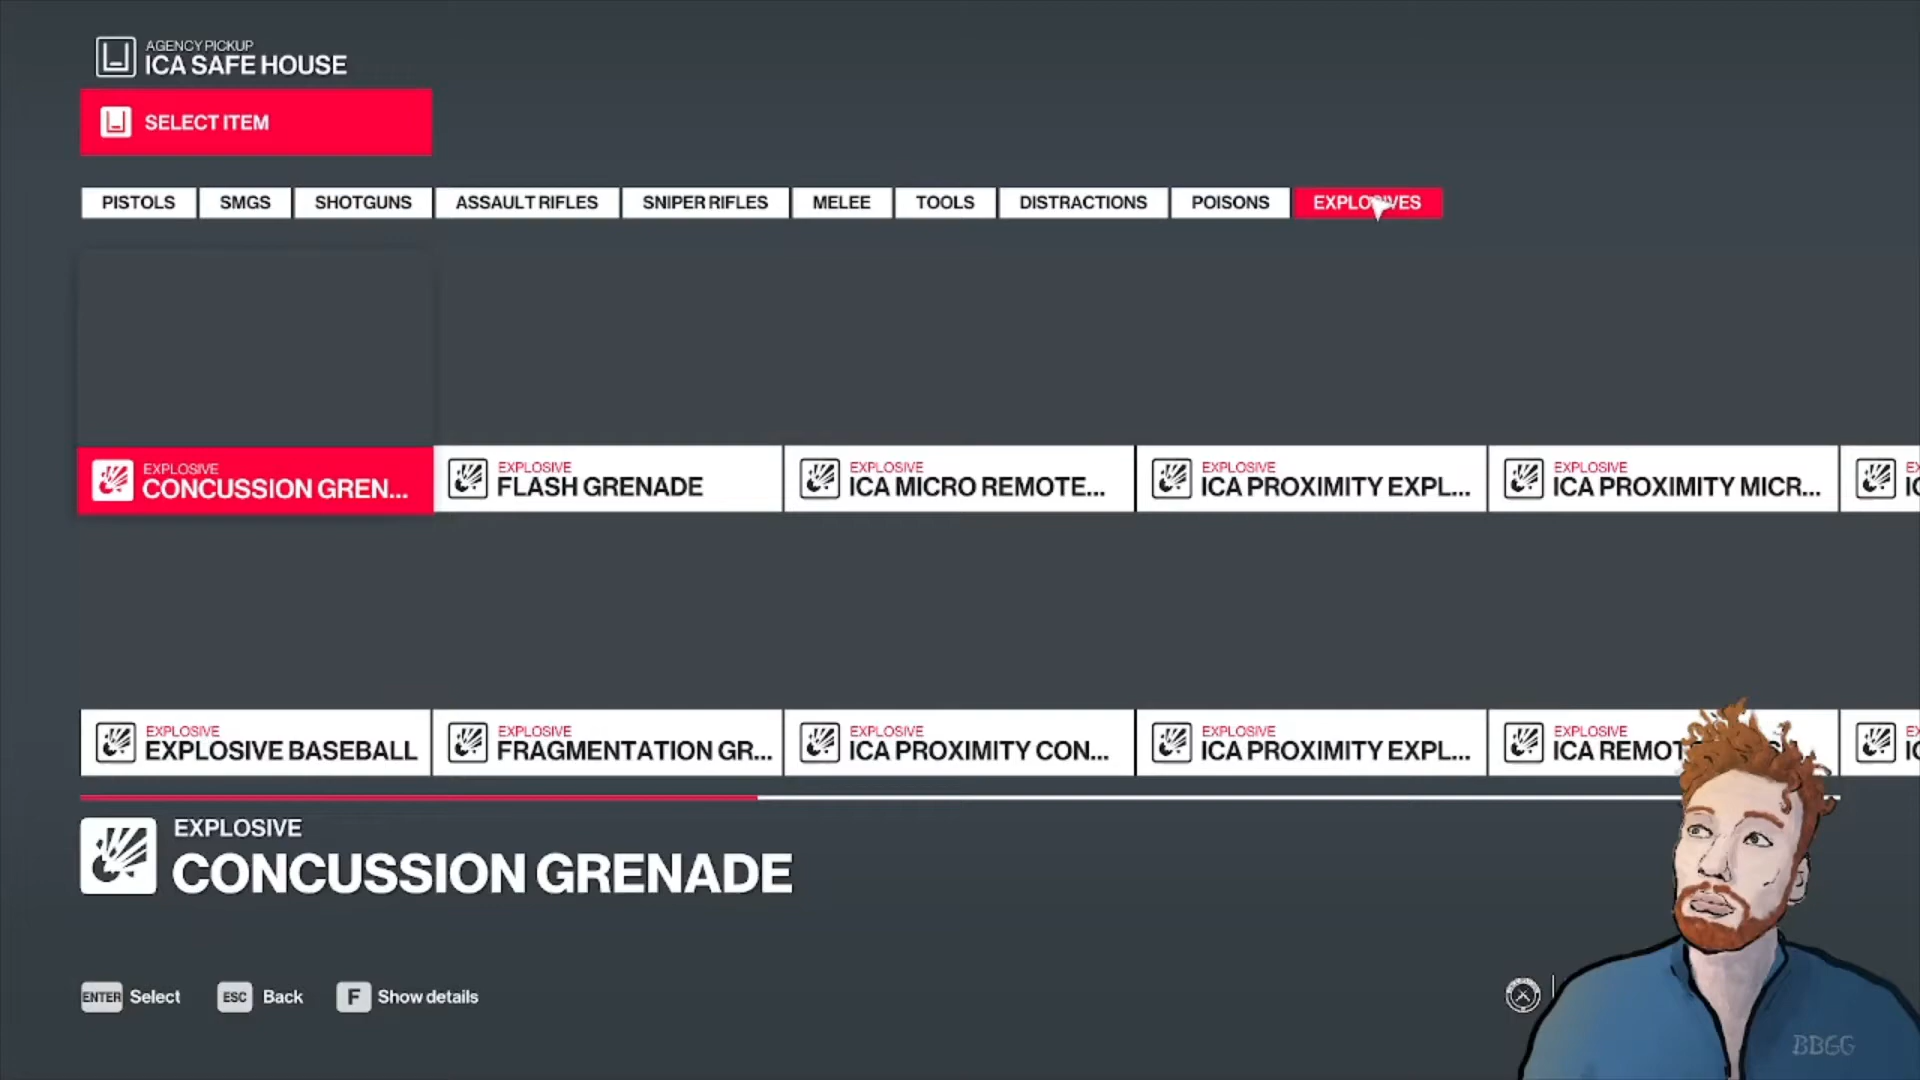 AGENCY PICKUP
ICA SAFE HOUSE
SELECT ITEM
PISTOLS SMGS SHOTGUNS ASSAULT RIFLES SNIPER RIFLES MELEE TOOLS DISTRACTIONS POISONS EXPLOSIVES
EXPLOSIVE EXPLOSIVE EXPLOSIVE EXPLOSIVE EXPLOSIVE
CONCUSSION GREN... FLASH GRENADE ICA MICRO REMOTE... ICA PROXIMITY EXPL... ICA PROXIMITY MICR...
EXPLOSIVE EXPLOSIVE EXPLOSIVE EXPLOSIVE EXPLOSIVE
EXPLOSIVE BASEBALL FRAGMENTATION GR... ICA PROXIMITY CON... ICA PROXIMITY EXPL... ICA
EXPLOSIVE
CONCUSSION GRENADE
ENTER Select ESC Back F Show details
BBGG